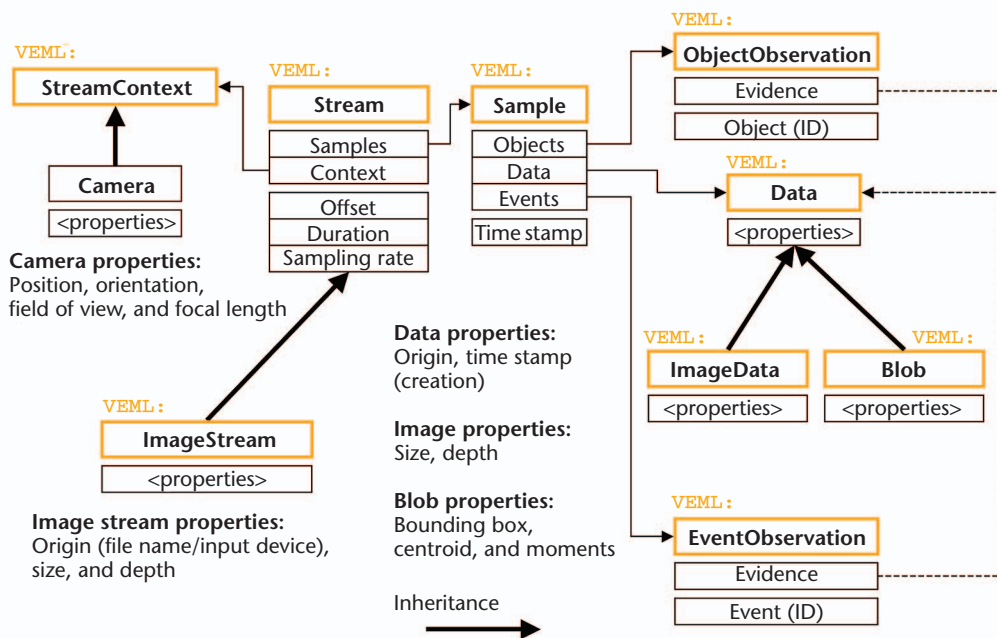 VEML:
StreamContext
Camera
<properties>
Camera properties:
Position, orientation,
field of view, and focal length
VEML:
Stream
Samples
Context
Offset
Duration
Sampling rate
VEML:
ImageStream
<properties>
Image stream properties:
Origin (file name/input device),
size, and depth
VEML:
Sample
Objects
Data
Events
Time stamp
Data properties:
Origin, time stamp
(creation)
Image properties:
Size, depth
Blob properties:
Bounding box,
centroid, and moments
Inheritance
VEML:
ObjectObservation
Evidence
Object (ID)
VEML:
Data
<properties>
VEML:
ImageData
<properties>
VEML:
Blob
<properties>
VEML:
EventObservation
Evidence
Event (ID)